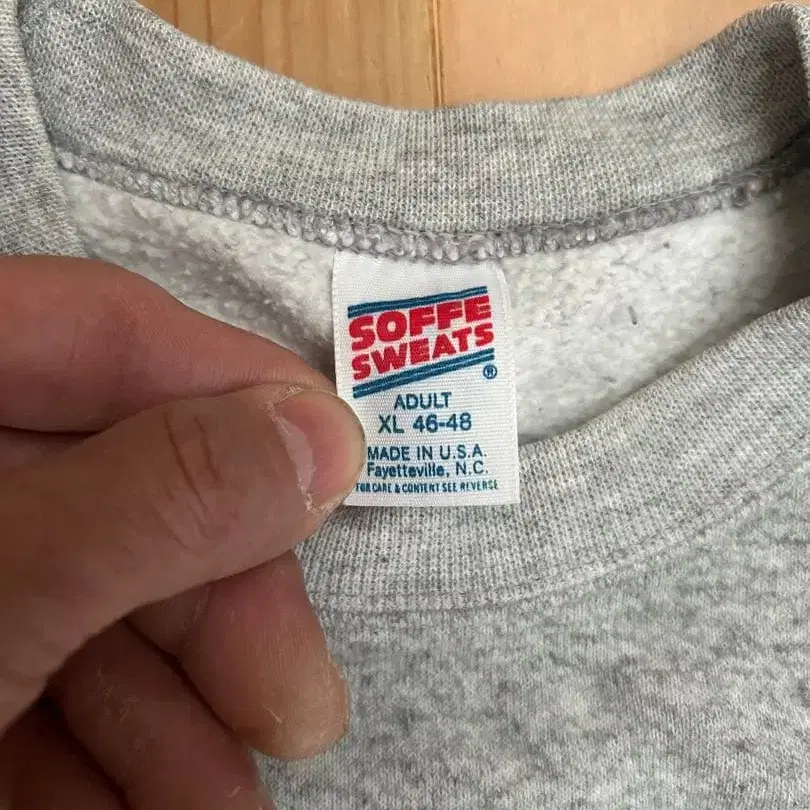 SOFFE
SWEATS
®
ADULT
XL 46-48
MADE IN U.S.A.
Fayetteville, N.C.
FOR CARE & CONTENT SEE REVERSE